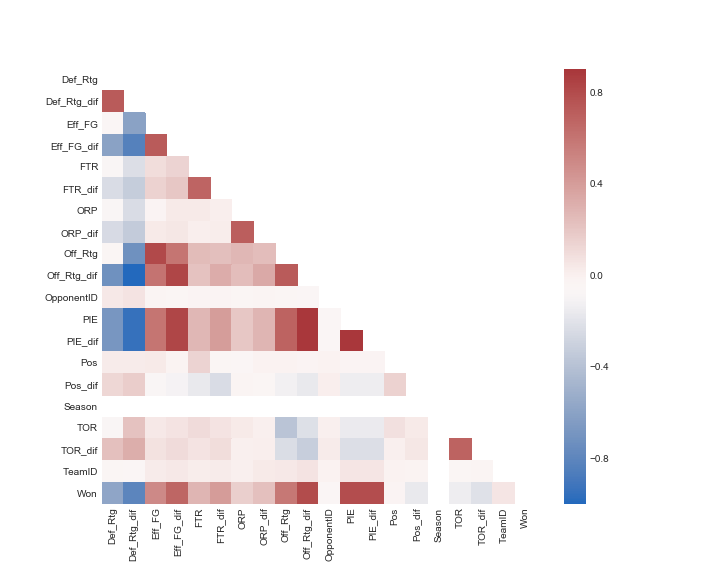 Def_Rtg
Def_Rtg_dif
Eff_FG
Eff_FG_dif
FTR
FTR_dif
ORP
ORP_dif
Off_Rtg
Off_Rtg_dif
OpponentID
PIE
PIE_dif
Pos
Pos_dif
Season
TOR
TOR_dif
TeamID
Won
Def_Rtg
Def_Rtg_dif
Eff_FG
Eff_FG_dif
FTR
FTR_dif
ORP
ORP_dif
Off_Rtg
Off_Rtg_dif
OpponentID
PIE
PIE_dif
Pos
Pos_dif
Season
TOR
TOR_dif
TeamID
Won
0.8
0.4
0.0
−0.4
−0.8